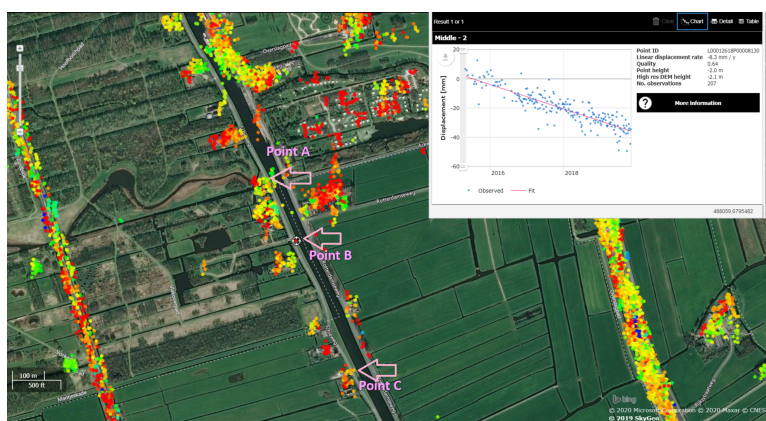 Result 1 or 1
Clear
Chart
Detail
Table
Middle - 2
Displacement [mm]
20
0
-20
-40
-60
2016
2018
Observed
Fit
Point ID L00012618P00008130
Linear displacement rate -8.3 mm / y
Quality 0.64
Point height -2.0 m
High res DEM height -2.1 m
No. observations 207
? More Information
488059,6795482
Point A
Point B
Point C
100 m
500 ft
bing
© 2020 Microsoft Corporation © 2020 Maxar © CNES
© 2019 SkyGeo